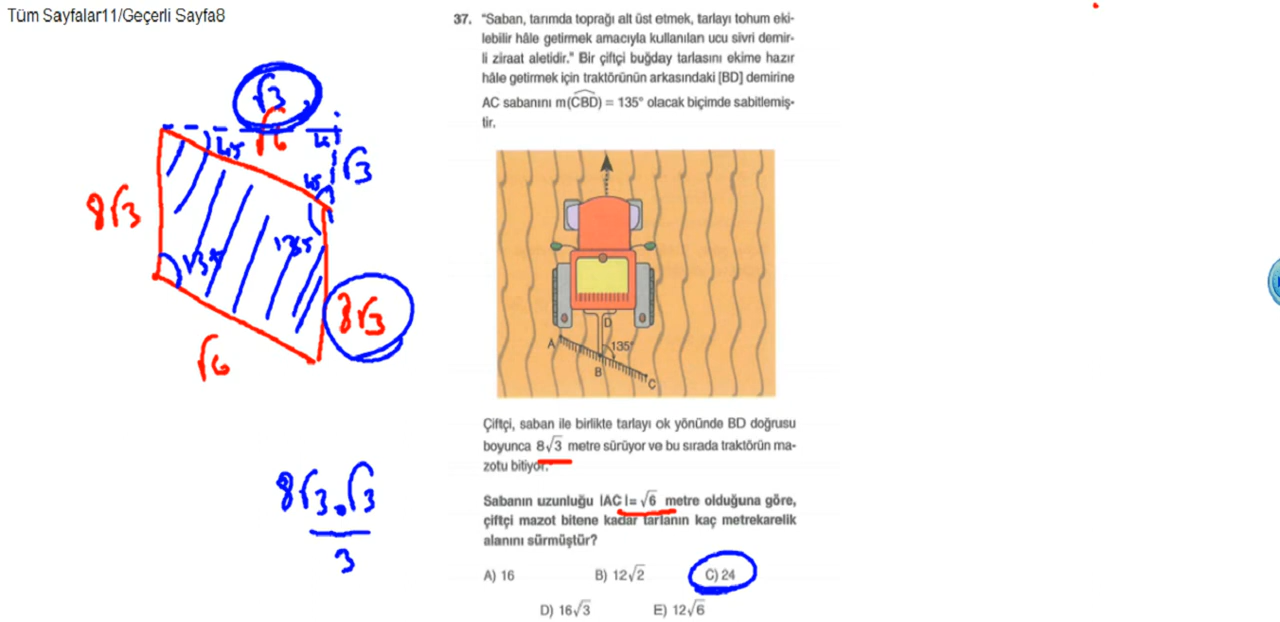 Tüm Sayfalar11/Geçerli Sayfa8
37. "Saban, tarımda toprağı alt üst etmek, tarlayı tohum eki-
lebilir hâle getirmek amacıyla kullanılan ucu sivri demir-
li ziraat aletidir." Bir çiftçi buğday tarlasını ekime hazır
hâle getirmek için traktörünün arkasındaki [BD] demirine
AC sabanını m(CBD) = 135° olacak biçimde sabitlemiş-
tir.
D
A
135°
B
C
Çiftçi, saban ile birlikte tarlayı ok yönünde BD doğrusu
boyunca 8√3 metre sürüyor ve bu sırada traktörün ma-
zotu bitiyor.
Sabanın uzunluğu |AC|= √6 metre olduğuna göre,
çiftçi mazot bitene kadar tarlanın kaç metrekarelik
alanını sürmüştür?
A) 16 B) 12√2 C) 24
D) 16√3 E) 12√6
√3
√6
45
√3
45
8√3
135
8√3
√6
8√3.√3
3